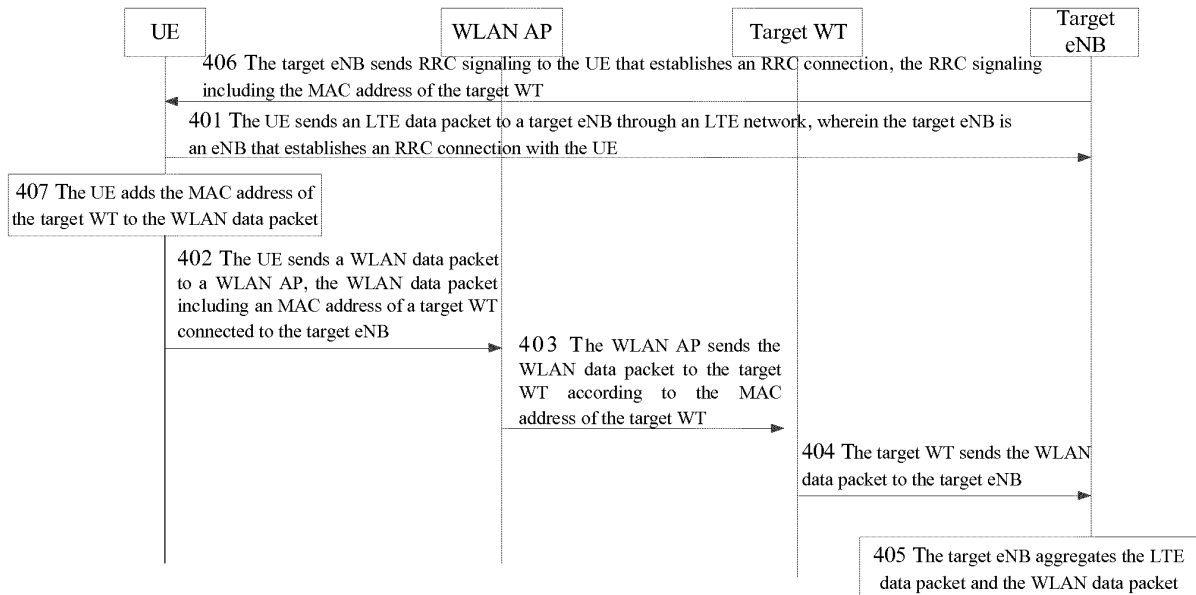 UE
WLAN AP
Target WT
Target
eNB
406 The target eNB sends RRC signaling to the UE that establishes an RRC connection, the RRC signaling
including the MAC address of the target WT
401 The UE sends an LTE data packet to a target eNB through an LTE network, wherein the target eNB is
an eNB that establishes an RRC connection with the UE
407 The UE adds the MAC address of
the target WT to the WLAN data packet
402 The UE sends a WLAN data packet
to a WLAN AP, the WLAN data packet
including an MAC address of a target WT
connected to the target eNB
403 The WLAN AP sends the
WLAN data packet to the target
WT according to the MAC
address of the target WT
404 The target WT sends the WLAN
data packet to the target eNB
405 The target eNB aggregates the LTE
data packet and the WLAN data packet